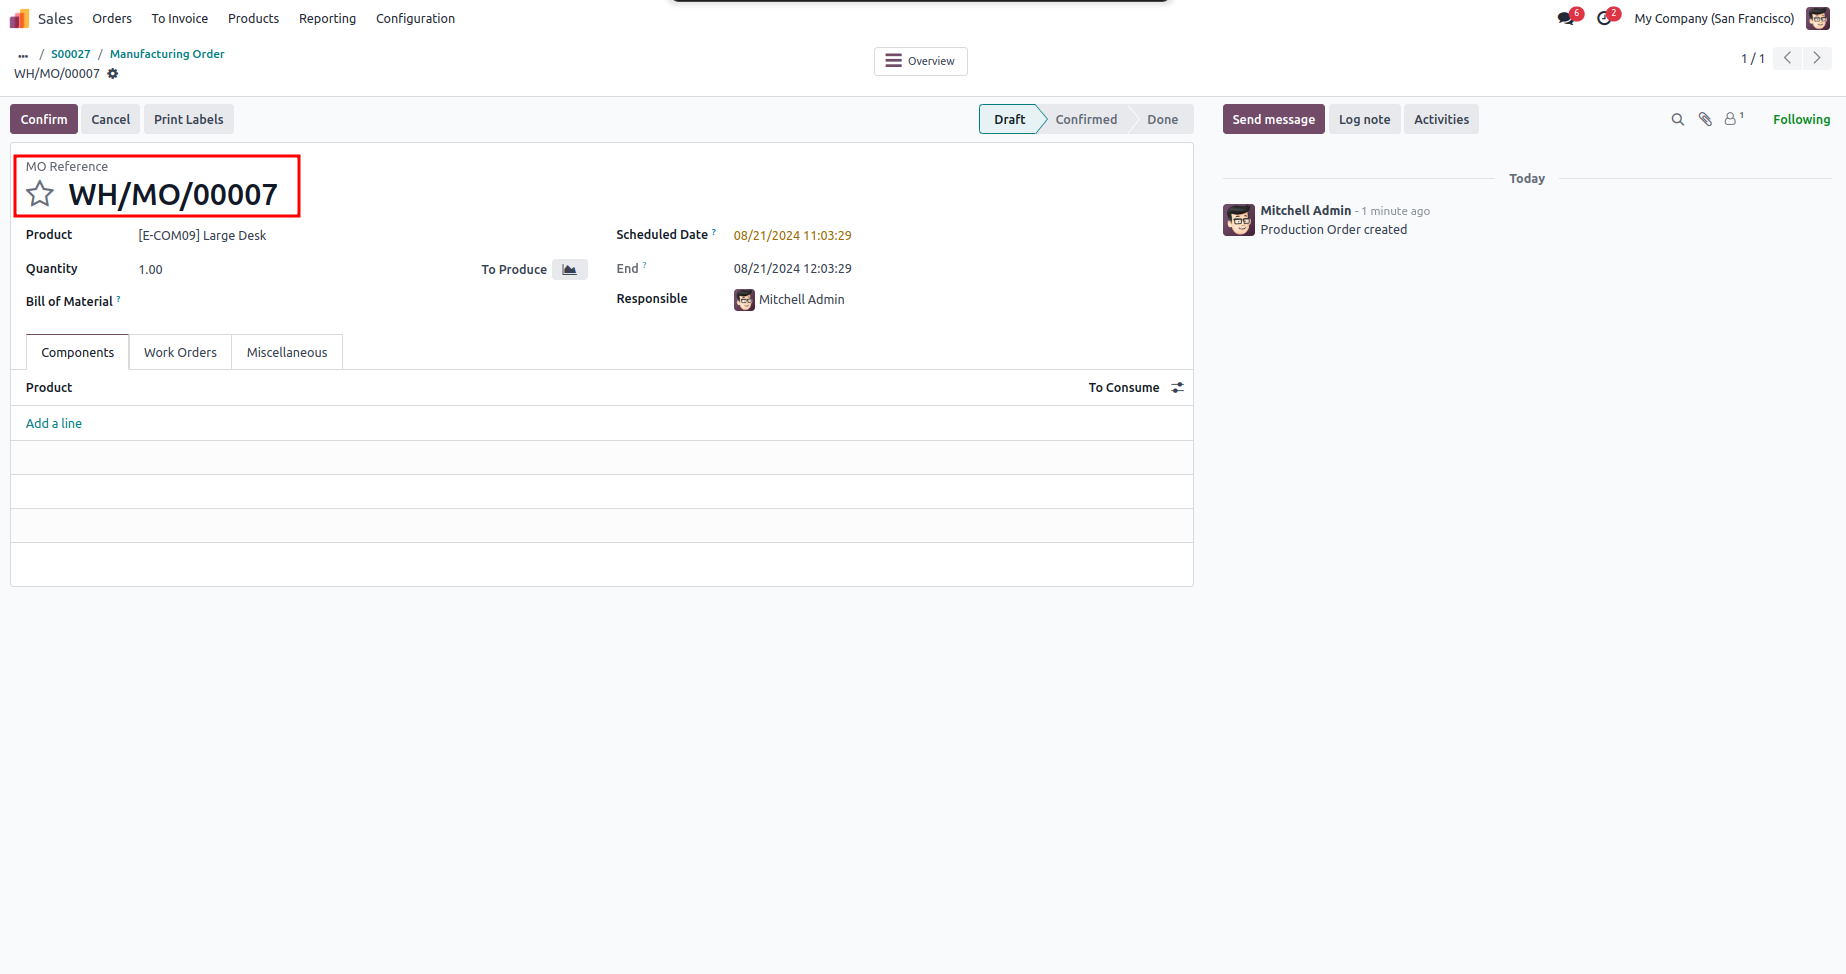 Sales Orders To Invoice Products Reporting Configuration 6 2 My Company (San Francisco)
... / S00027 / Manufacturing Order
WH/MO/00007
Overview
1 / 1
Confirm Cancel Print Labels Draft Confirmed Done
Send message Log note Activities 1 Following
MO Reference
WH/MO/00007
Product [E-COM09] Large Desk
Quantity 1.00 To Produce
Bill of Material ?
Scheduled Date ? 08/21/2024 11:03:29
End ? 08/21/2024 12:03:29
Responsible Mitchell Admin
Components Work Orders Miscellaneous
Product To Consume
Add a line
Today
Mitchell Admin - 1 minute ago
Production Order created